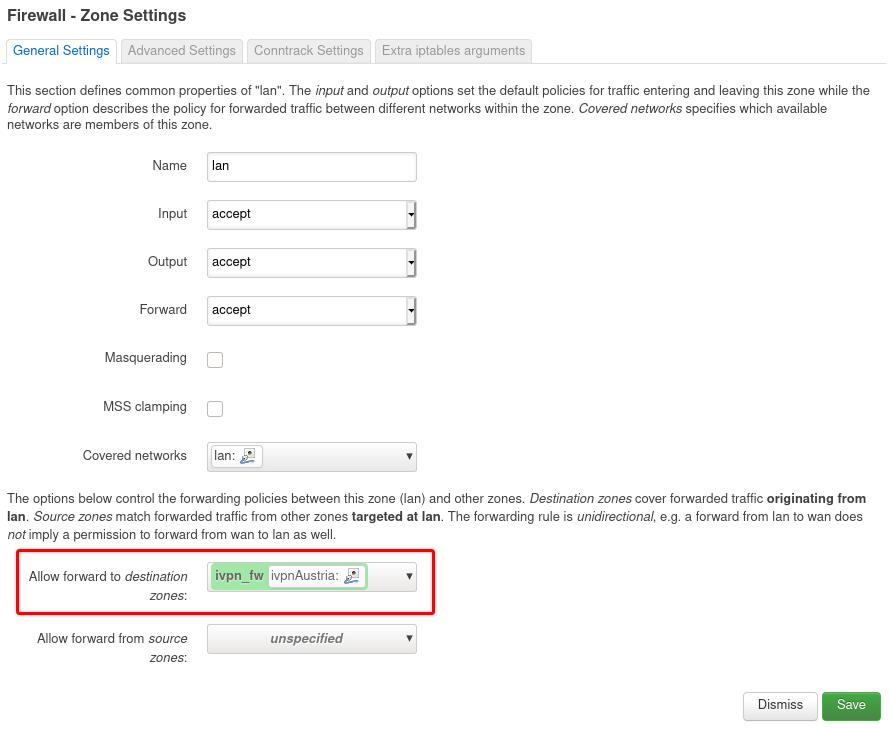 Firewall - Zone Settings
General Settings
Advanced Settings
Conntrack Settings
Extra iptables arguments
This section defines common properties of "lan". The input and output options set the default policies for traffic entering and leaving this zone while the
forward option describes the policy for forwarded traffic between different networks within the zone. Covered networks specifies which available
networks are members of this zone.
Name
lan
Input
accept
Output
accept
Forward
accept
Masquerading
MSS clamping
Covered networks
lan:
The options below control the forwarding policies between this zone (lan) and other zones. Destination zones cover forwarded traffic originating from
lan. Source zones match forwarded traffic from other zones targeted at lan. The forwarding rule is unidirectional, e.g. a forward from lan to wan does
not imply a permission to forward from wan to lan as well.
Allow forward to destination
zones:
ivpn_fw ivpnAustria:
Allow forward from source
zones:
unspecified
Dismiss
Save